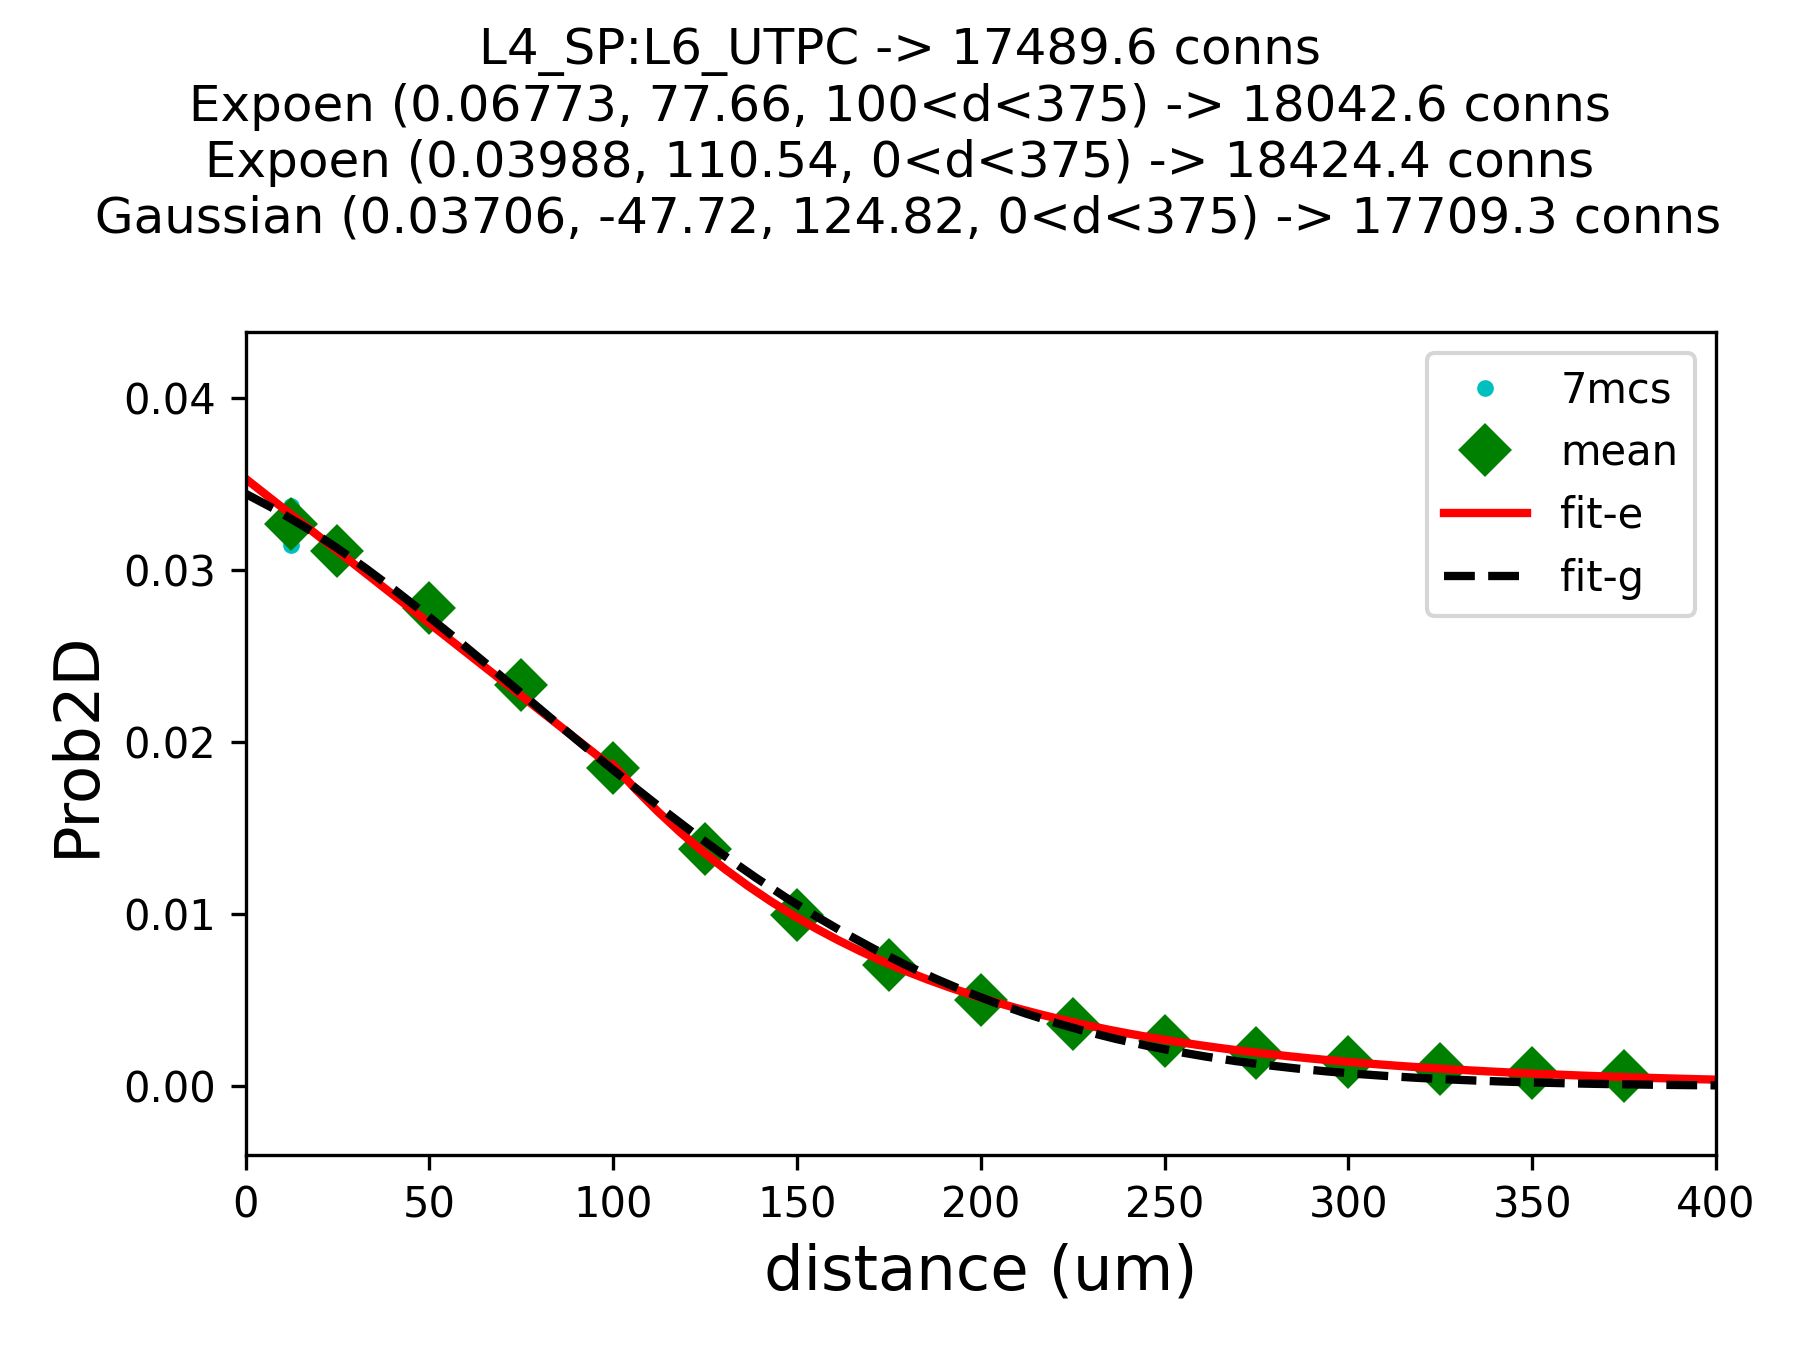 L4_SP:L6_UTPC -> 17489.6 conns
Expoen (0.06773, 77.66, 100<d<375) -> 18042.6 conns
Expoen (0.03988, 110.54, 0<d<375) -> 18424.4 conns
Gaussian (0.03706, -47.72, 124.82, 0<d<375) -> 17709.3 conns
7mcs
mean
fit-e
fit-g
Prob2D
0.04
0.03
0.02
0.01
0.00
0 50 100 150 200 250 300 350 400
distance (um)